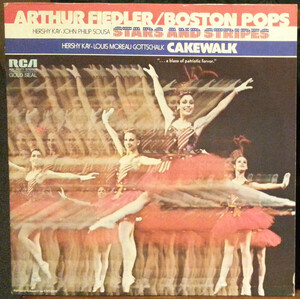 ARTHUR FIEDLER/BOSTON POPS
HERSHY KAY-JOHN PHILIP SOUSA STARS AND STRIPES
HERSHY KAY-LOUIS MOREAU GOTTSCHALK CAKEWALK
"...a blaze of patriotic fervor."
RCA
GOLD SEAL